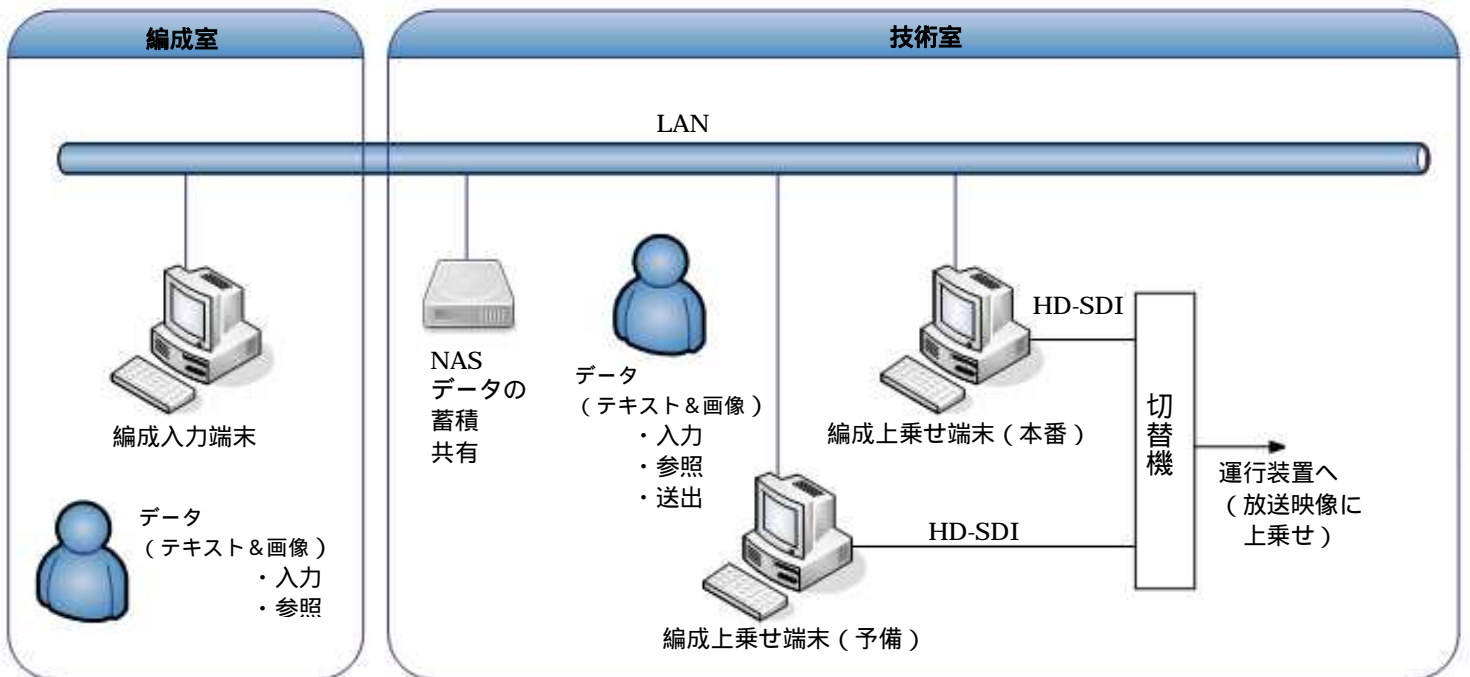 編成室
技術室
LAN
編成入力端末
データ
(テキスト&画像)
・入力
・参照
NAS
データの
蓄積
共有
データ
(テキスト&画像)
・入力
・参照
・送出
編成上乗せ端末(本番)
HD-SDI
編成上乗せ端末(予備)
HD-SDI
切替機
運行装置へ
(放送映像に
上乗せ)